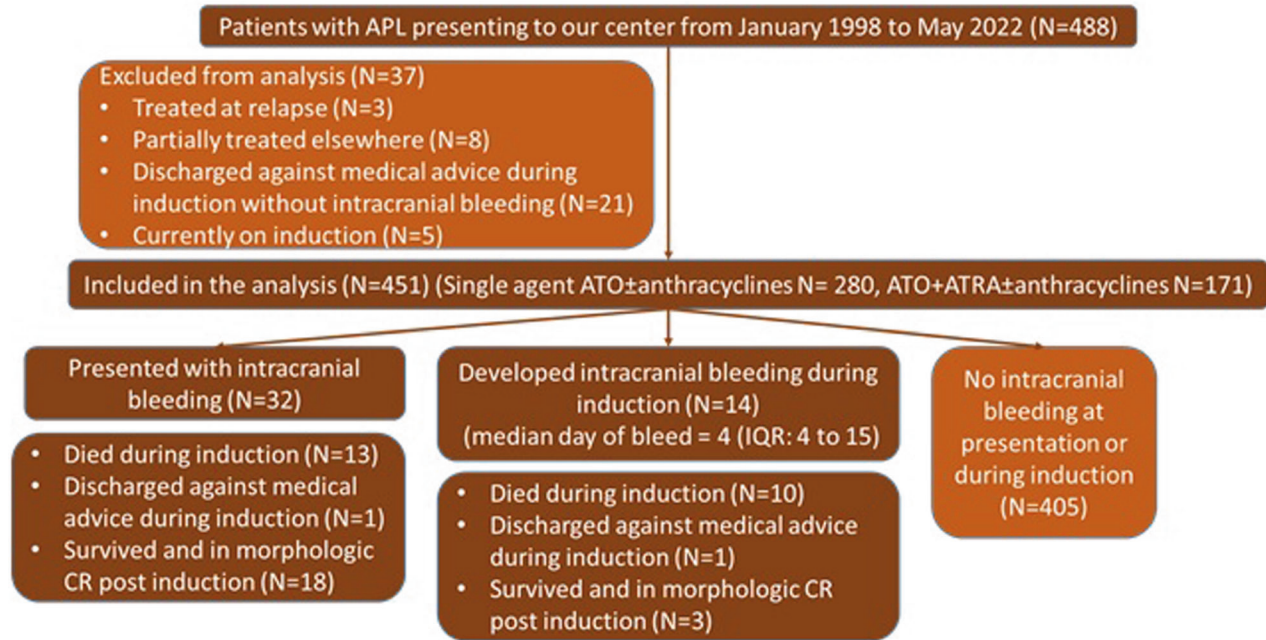 Patients with APL presenting to our center from January 1998 to May 2022 (N=488)
Excluded from analysis (N=37)
• Treated at relapse (N=3)
• Partially treated elsewhere (N=8)
• Discharged against medical advice during
induction without intracranial bleeding (N=21)
• Currently on induction (N=5)
Included in the analysis (N=451) (Single agent ATO±anthracyclines N= 280, ATO+ATRA±anthracyclines N=171)
Presented with intracranial
bleeding (N=32)
• Died during induction (N=13)
• Discharged against medical
advice during induction (N=1)
• Survived and in morphologic
CR post induction (N=18)
Developed intracranial bleeding during
induction (N=14)
(median day of bleed = 4 (IQR: 4 to 15)
• Died during induction (N=10)
• Discharged against medical advice
during induction (N=1)
• Survived and in morphologic CR
post induction (N=3)
No intracranial
bleeding at
presentation or
during induction
(N=405)